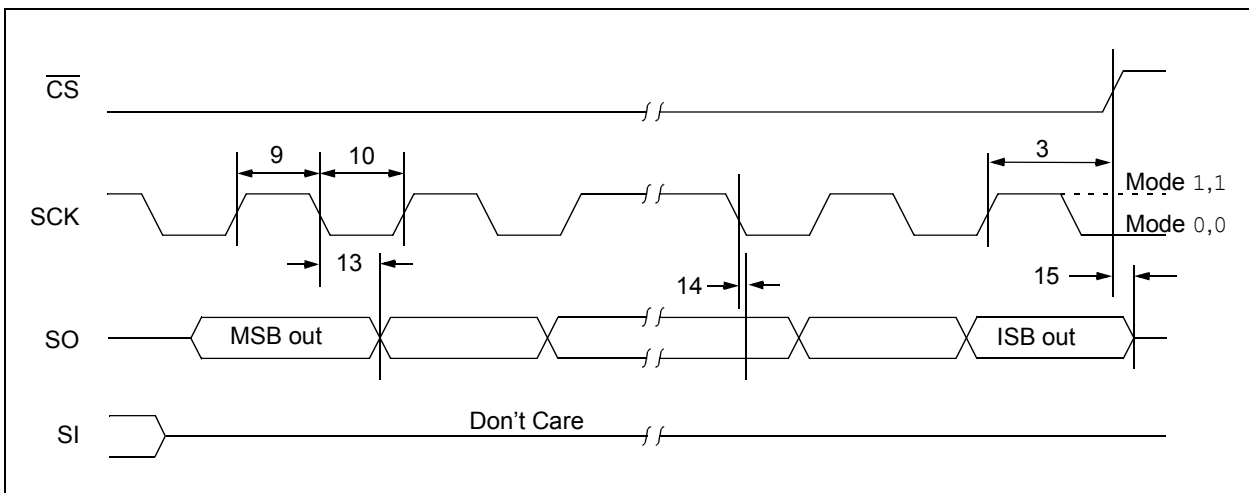 CS
9
10
3
Mode 1,1
SCK
Mode 0,0
13
14
15
SO
MSB out
ISB out
Don't Care
SI